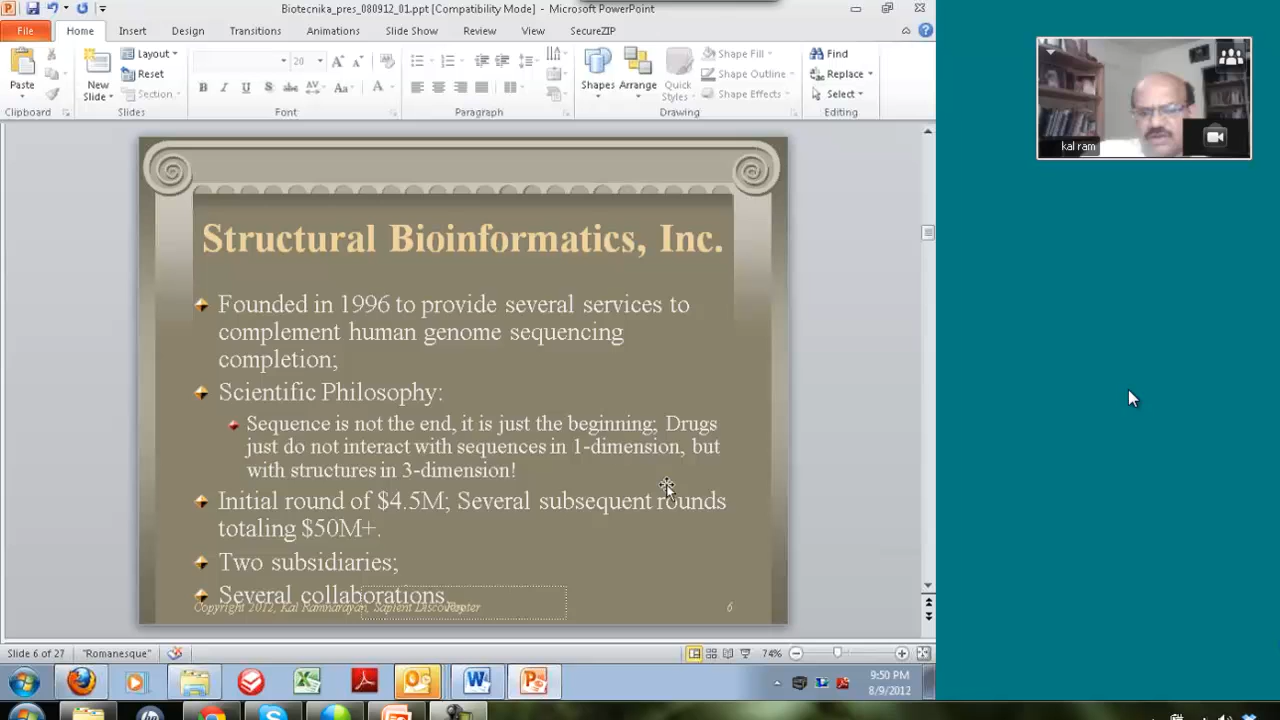 Biotecnika_pres_080912_01.ppt [Compatibility Mode] - Microsoft PowerPoint
File Home Insert Design Transitions Animations Slide Show Review View SecureZIP
Paste
New
Slide
Layout
Reset
Section
20
Shapes
Arrange
Quick
Styles
Shape Fill
Shape Outline
Shape Effects
Find
Replace
Select
Clipboard Slides Font Paragraph Drawing Editing
kal ram
Structural Bioinformatics, Inc.
Founded in 1996 to provide several services to
complement human genome sequencing
completion;
Scientific Philosophy:
Sequence is not the end, it is just the beginning; Drugs
just do not interact with sequences in 1-dimension, but
with structures in 3-dimension!
Initial round of $4.5M; Several subsequent rounds
totaling $50M+.
Two subsidiaries;
Several collaborations.
Copyright 2012, Kal Ramnarayan, Sapient Discovery
6
Slide 6 of 27 "Romanesque" 74%
9:50 PM
8/9/2012